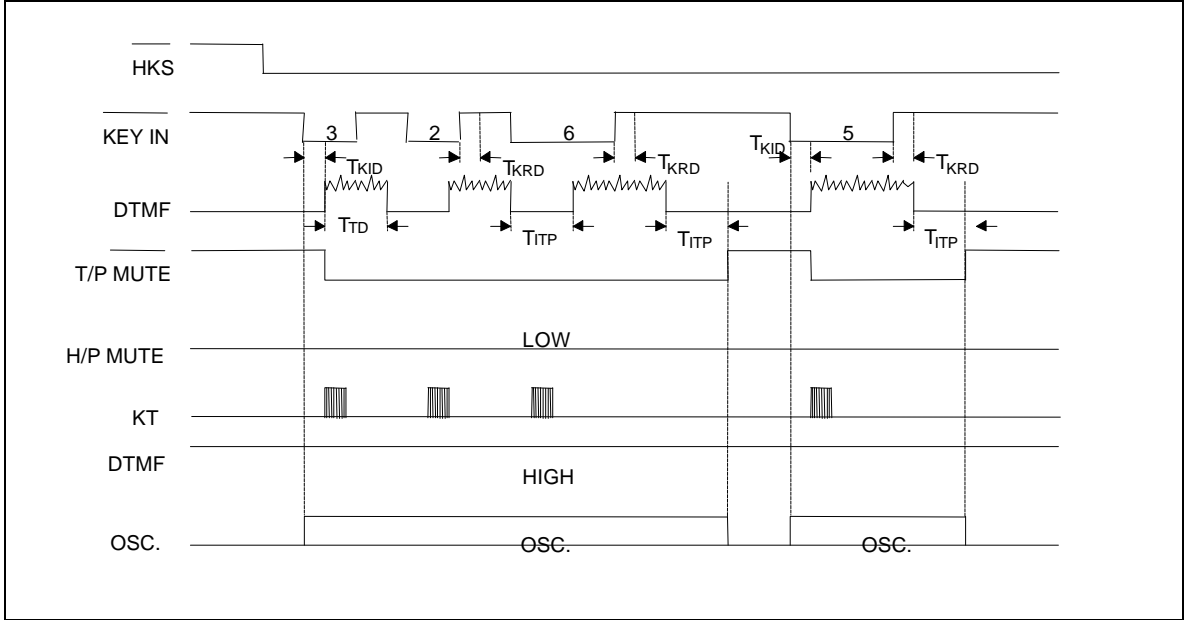 HKS
KEY IN
3
2
6
5
TKID
TKRD
TKRD
TKID
TKRD
DTMF
TTD
TITP
TITP
TITP
T/P MUTE
LOW
H/P MUTE
KT
DTMF
HIGH
OSC.
OSC.
OSC.